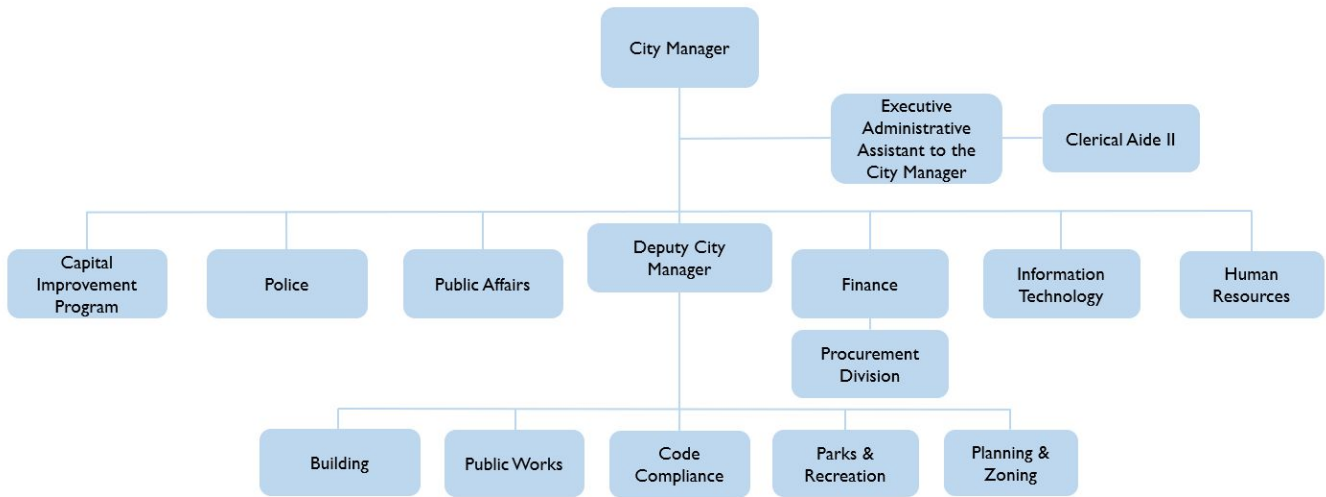 City Manager
Executive
Administrative
Assistant to the
City Manager
Clerical Aide II
Capital
Improvement
Program
Police
Public Affairs
Deputy City
Manager
Finance
Information
Technology
Human
Resources
Procurement
Division
Building
Public Works
Code
Compliance
Parks &
Recreation
Planning &
Zoning